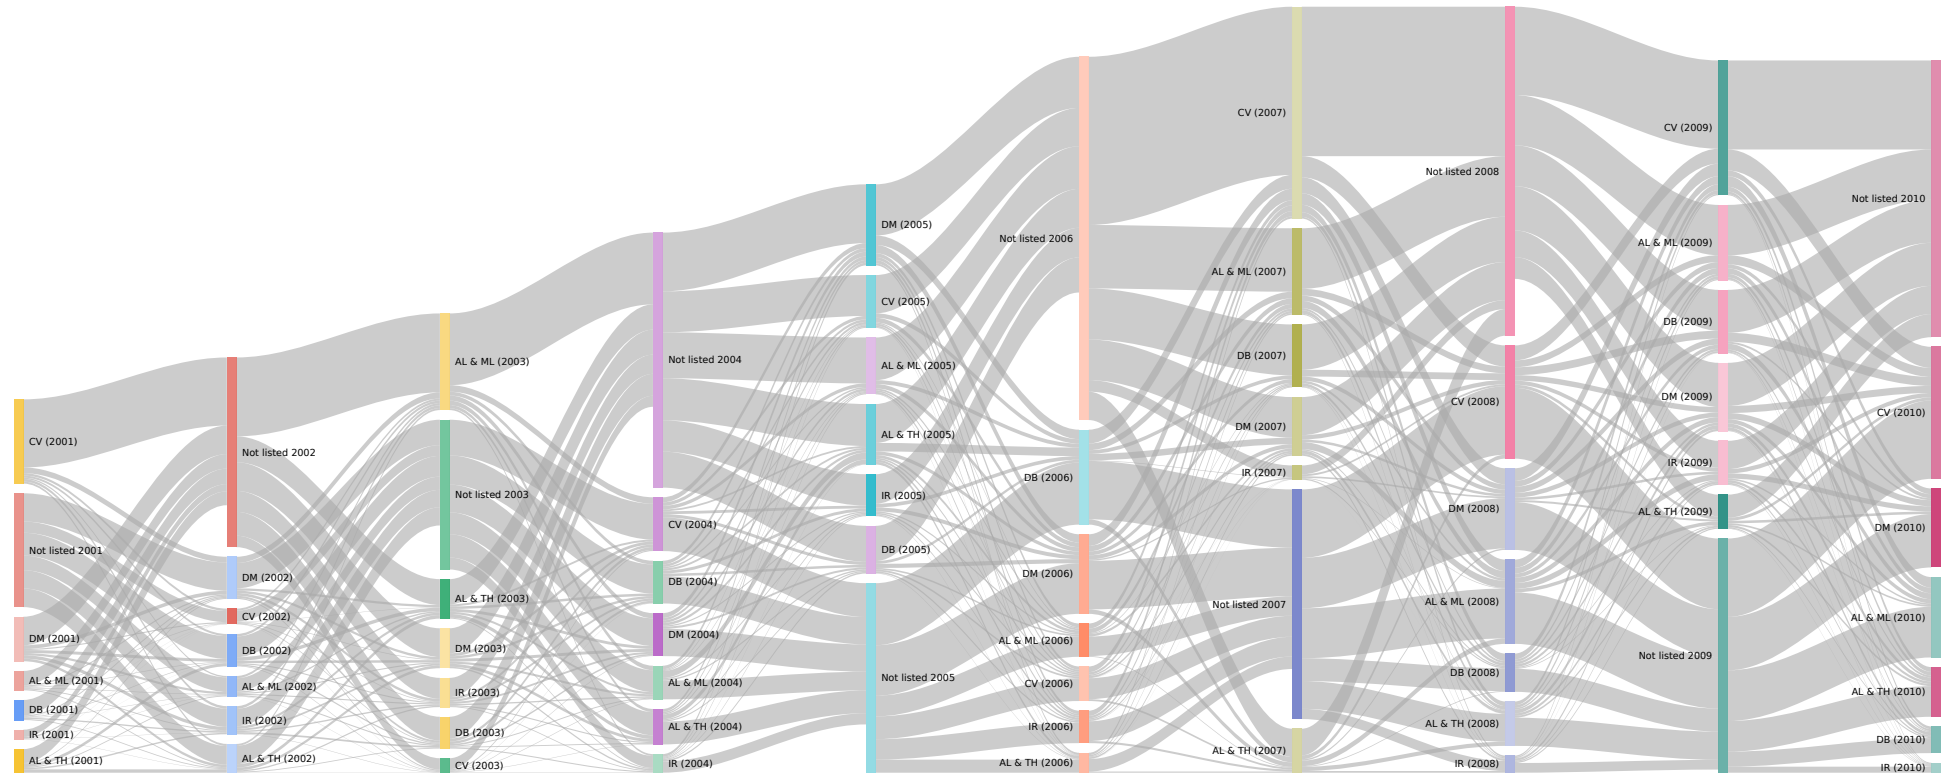 CV (2001)
Not listed 2001
DM (2001)
AL & ML (2001)
DB (2001)
IR (2001)
AL & TH (2001)
Not listed 2002
DM (2002)
CV (2002)
DB (2002)
AL & ML (2002)
IR (2002)
AL & TH (2002)
AL & ML (2003)
Not listed 2003
AL & TH (2003)
DM (2003)
IR (2003)
DB (2003)
CV (2003)
Not listed 2004
CV (2004)
DB (2004)
DM (2004)
AL & ML (2004)
AL & TH (2004)
IR (2004)
DM (2005)
CV (2005)
AL & ML (2005)
AL & TH (2005)
IR (2005)
DB (2005)
Not listed 2005
Not listed 2006
DB (2006)
DM (2006)
AL & ML (2006)
CV (2006)
IR (2006)
AL & TH (2006)
CV (2007)
AL & ML (2007)
DB (2007)
DM (2007)
IR (2007)
Not listed 2007
AL & TH (2007)
Not listed 2008
CV (2008)
DM (2008)
AL & ML (2008)
DB (2008)
AL & TH (2008)
IR (2008)
CV (2009)
AL & ML (2009)
DB (2009)
DM (2009)
IR (2009)
AL & TH (2009)
Not listed 2009
Not listed 2010
CV (2010)
DM (2010)
AL & ML (2010)
AL & TH (2010)
DB (2010)
IR (2010)